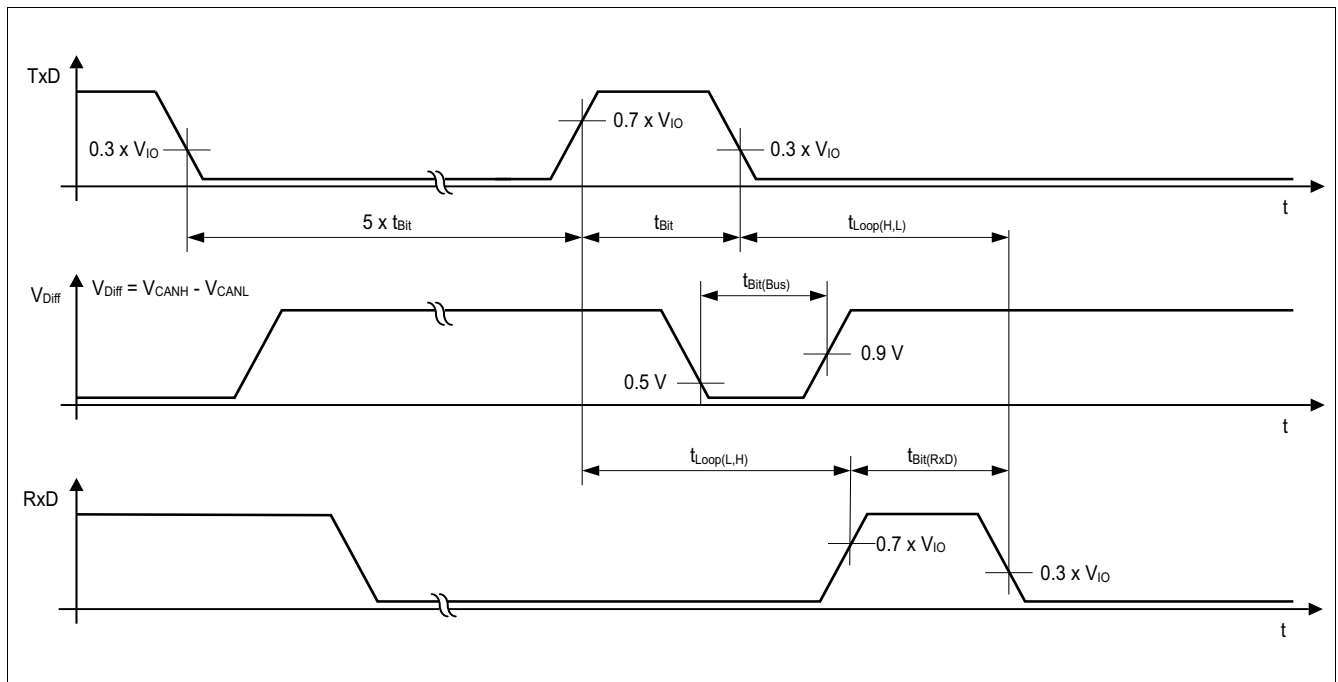 TxD
0.3 x VIO
0.7 x VIO
0.3 x VIO
t
5 x tBit
tBit
tLoop(H,L)
VDiff
VDiff = VCANH - VCANL
tBit(Bus)
0.9 V
0.5 V
t
tLoop(L,H)
tBit(RxD)
RxD
0.7 x VIO
0.3 x VIO
t